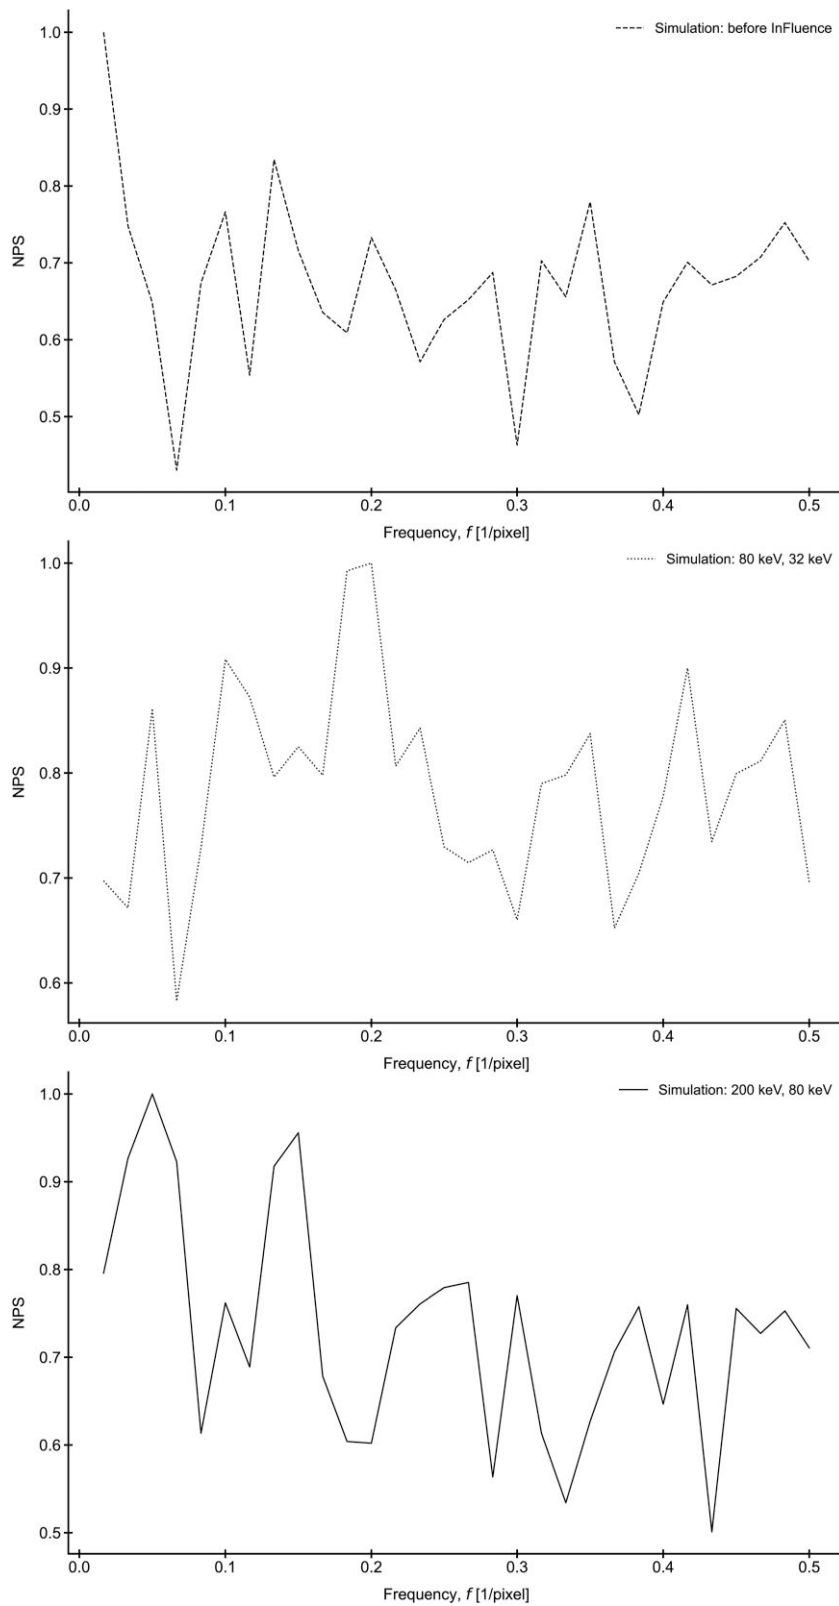 Simulation: before InFluence
1.0
0.9
0.8
0.7
0.6
0.5
NPS
0.0 0.1 0.2 0.3 0.4 0.5
Frequency, f [1/pixel]
Simulation: 80 keV, 32 keV
1.0
0.9
0.8
0.7
0.6
NPS
0.0 0.1 0.2 0.3 0.4 0.5
Frequency, f [1/pixel]
Simulation: 200 keV, 80 keV
1.0
0.9
0.8
0.7
0.6
0.5
NPS
0.0 0.1 0.2 0.3 0.4 0.5
Frequency, f [1/pixel]